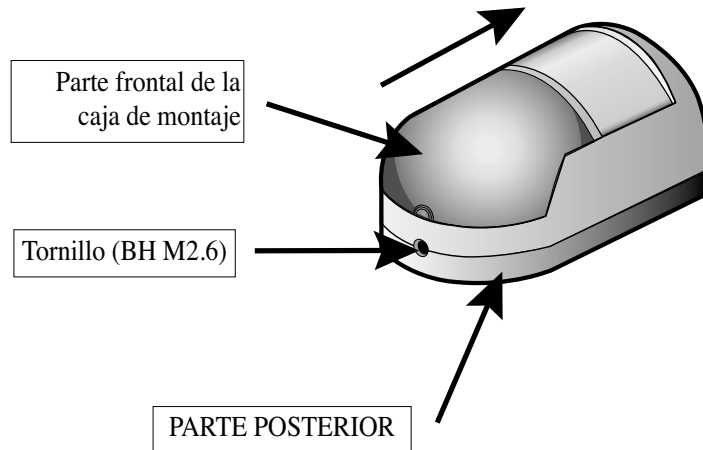 Parte frontal de la
caja de montaje
Tornillo (BH M2.6)
PARTE POSTERIOR